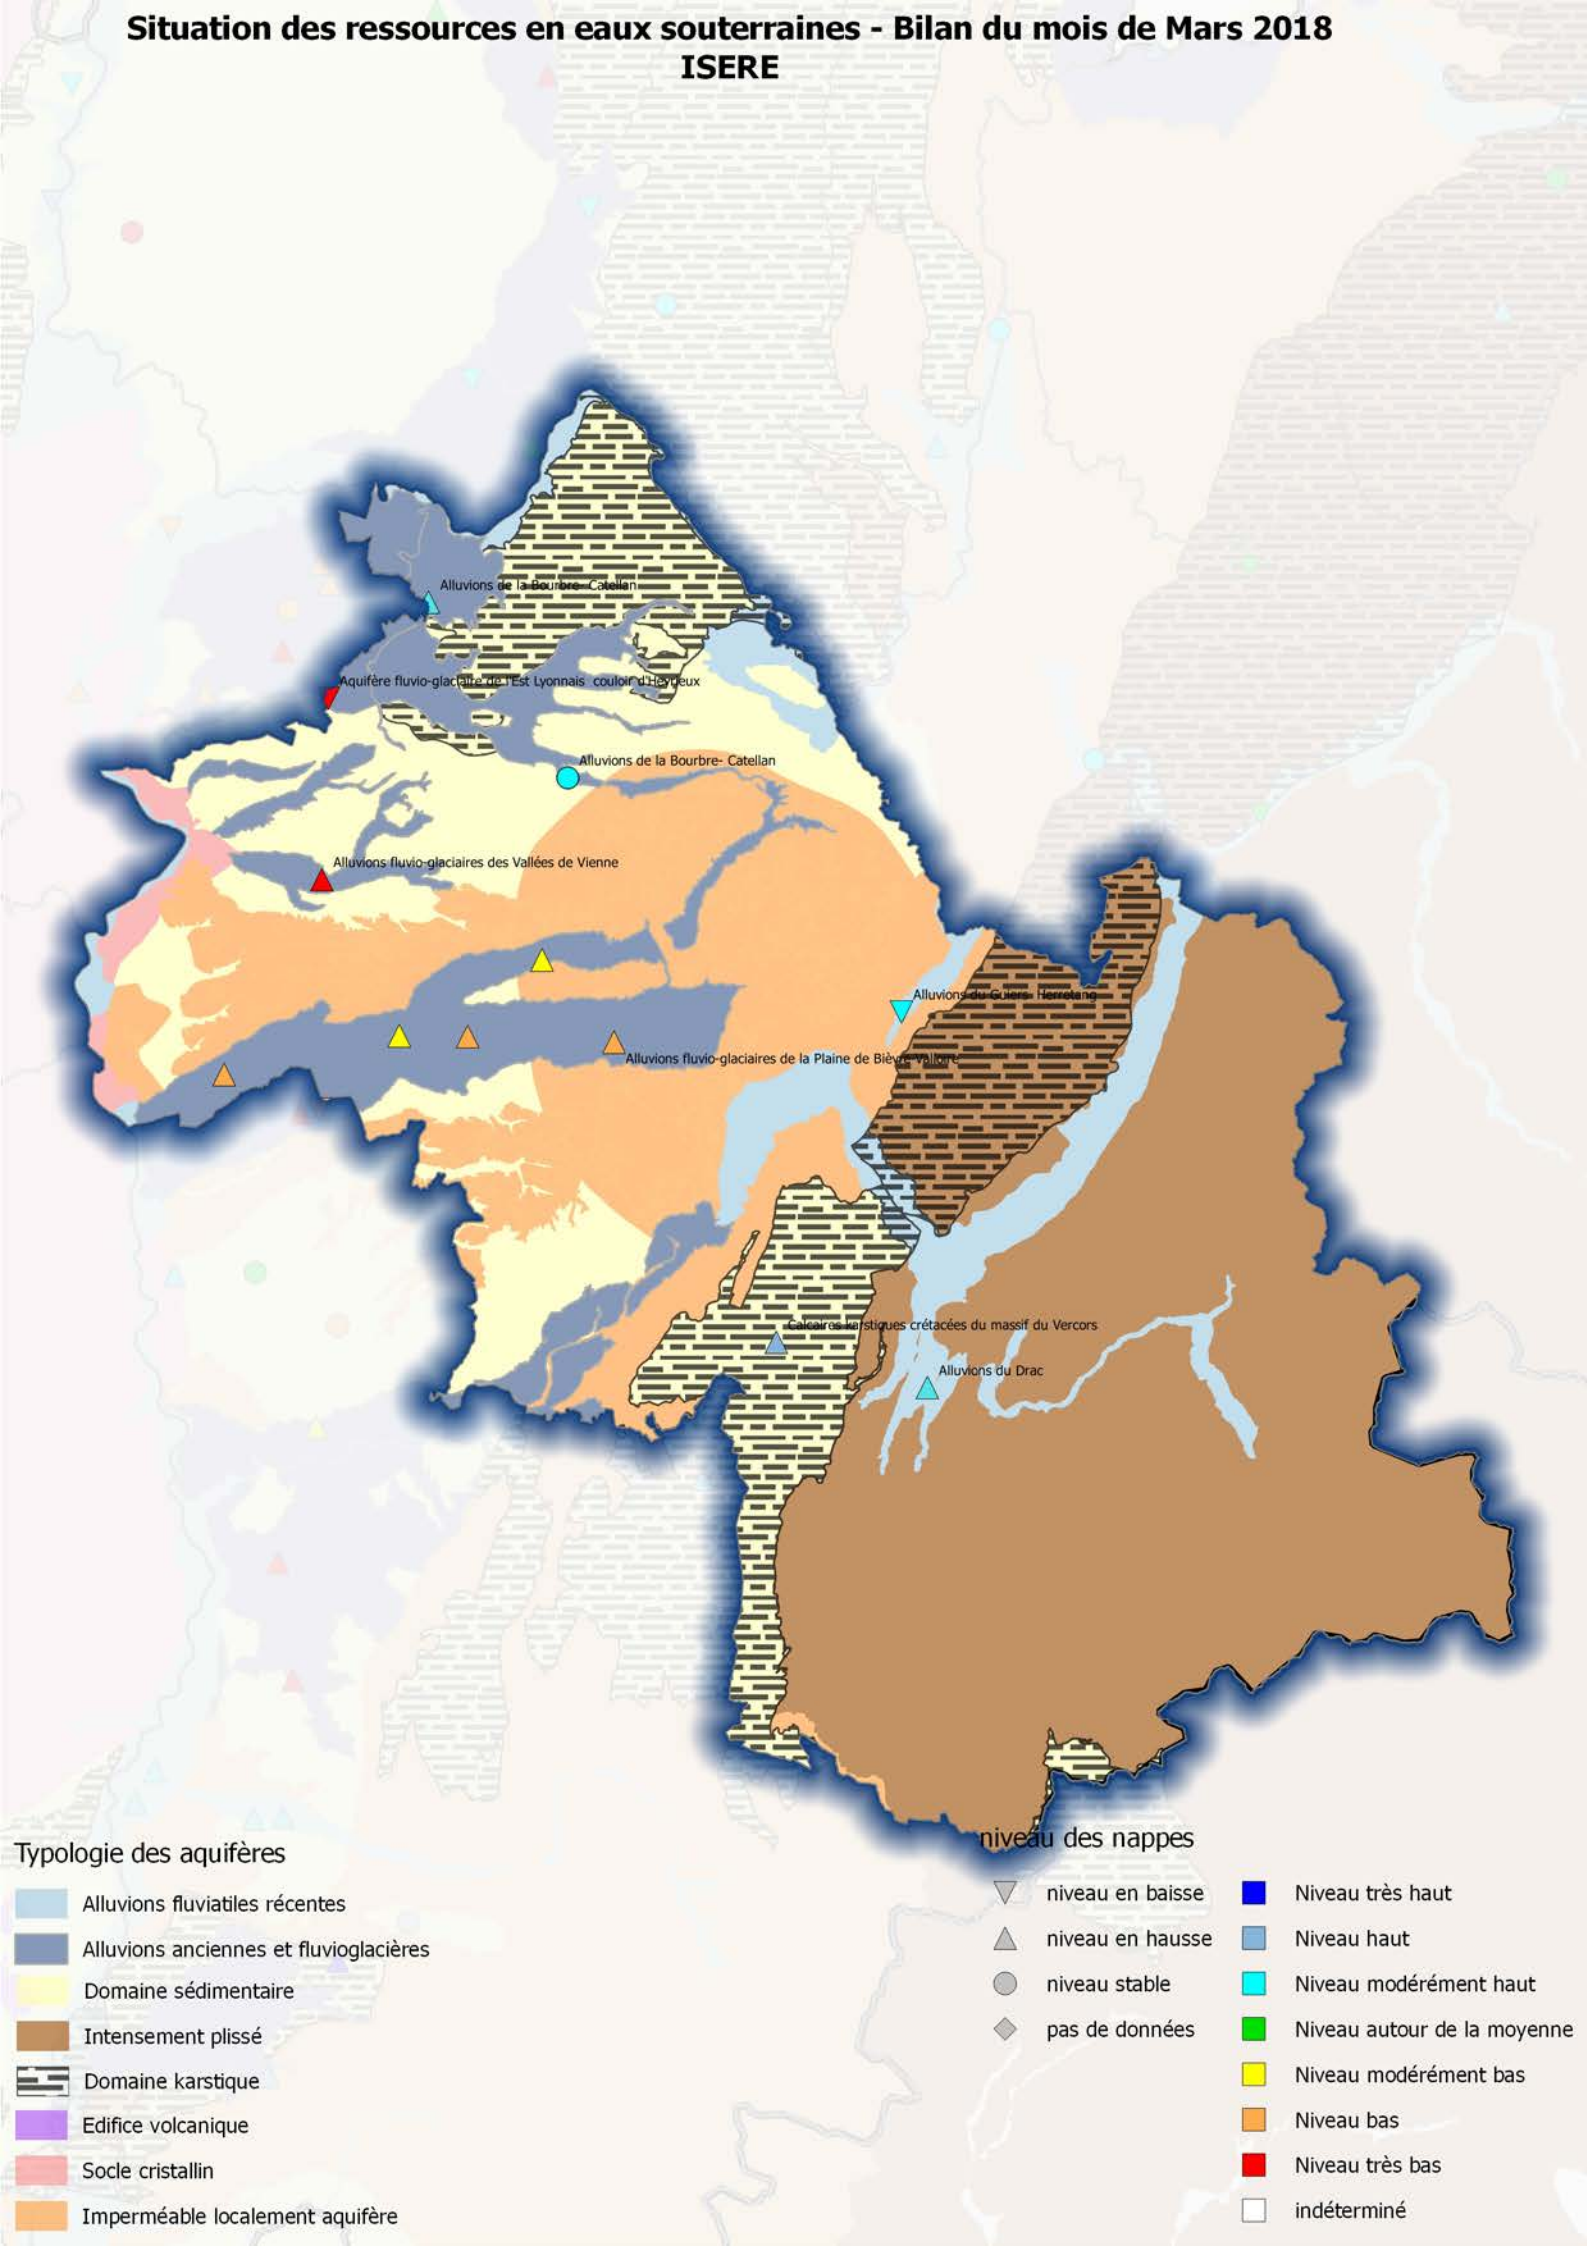 Situation des ressources en eaux souterraines - Bilan du mois de Mars 2018
ISERE
Alluvions de la Bourbre- Catellan
Aquifère fluvio-glaciaire de l'Est Lyonnais couloir d'Heyrieux
Alluvions de la Bourbre- Catellan
Alluvions fluvio-glaciaires des Vallées de Vienne
Alluvions du Guiers- Herretang
Alluvions fluvio-glaciaires de la Plaine de Bièvre-Valloire
Calcaires karstiques crétacées du massif du Vercors
Alluvions du Drac
Typologie des aquifères
Alluvions fluviatiles récentes
Alluvions anciennes et fluvioglacières
Domaine sédimentaire
Intensement plissé
Domaine karstique
Edifice volcanique
Socle cristallin
Imperméable localement aquifère
niveau des nappes
niveau en baisse
niveau en hausse
niveau stable
pas de données
Niveau très haut
Niveau haut
Niveau modérément haut
Niveau autour de la moyenne
Niveau modérément bas
Niveau bas
Niveau très bas
indéterminé